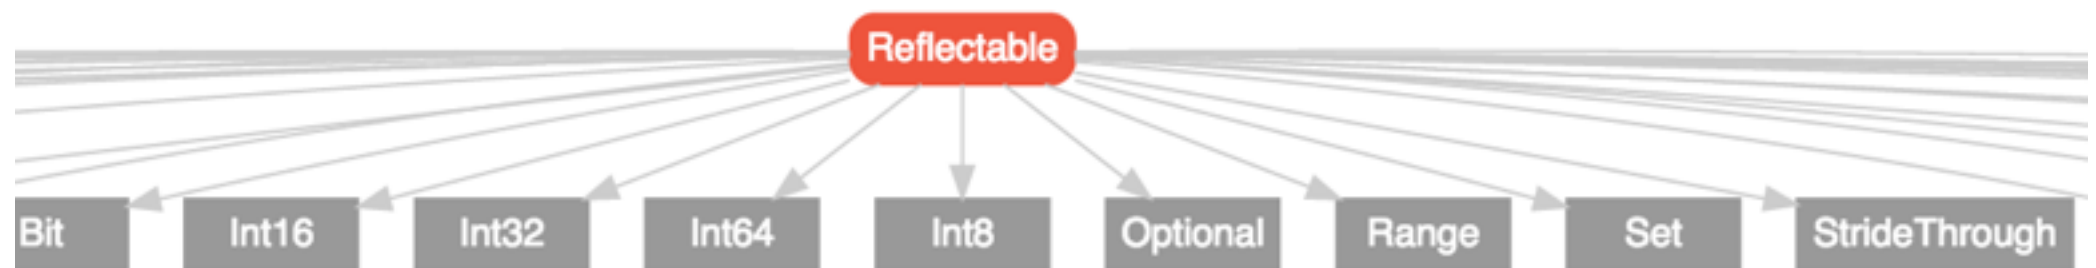 Reflectable
Bit Int16 Int32 Int64 Int8 Optional Range Set StrideThrough